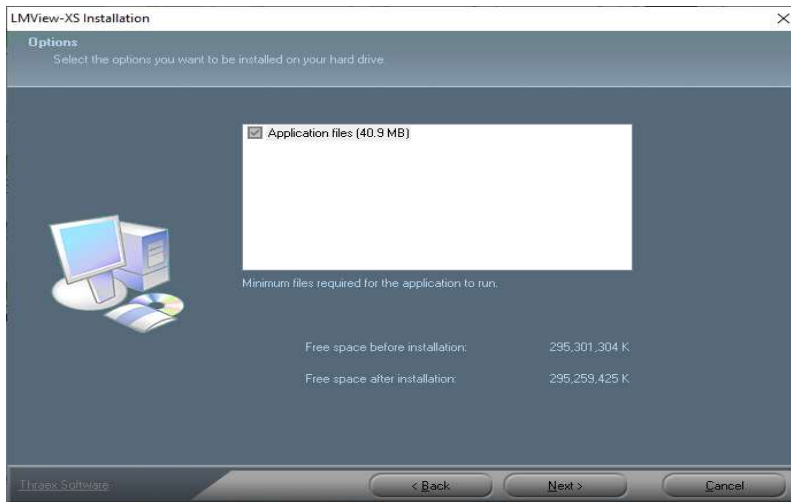 LMView-XS Installation
Options
Select the options you want to be installed on your hard drive.
Application files (40.9 MB)
Minimum files required for the application to run.
Free space before installation: 295,301,304 K
Free space after installation: 295,259,425 K
Thraex Software
< Back Next > Cancel